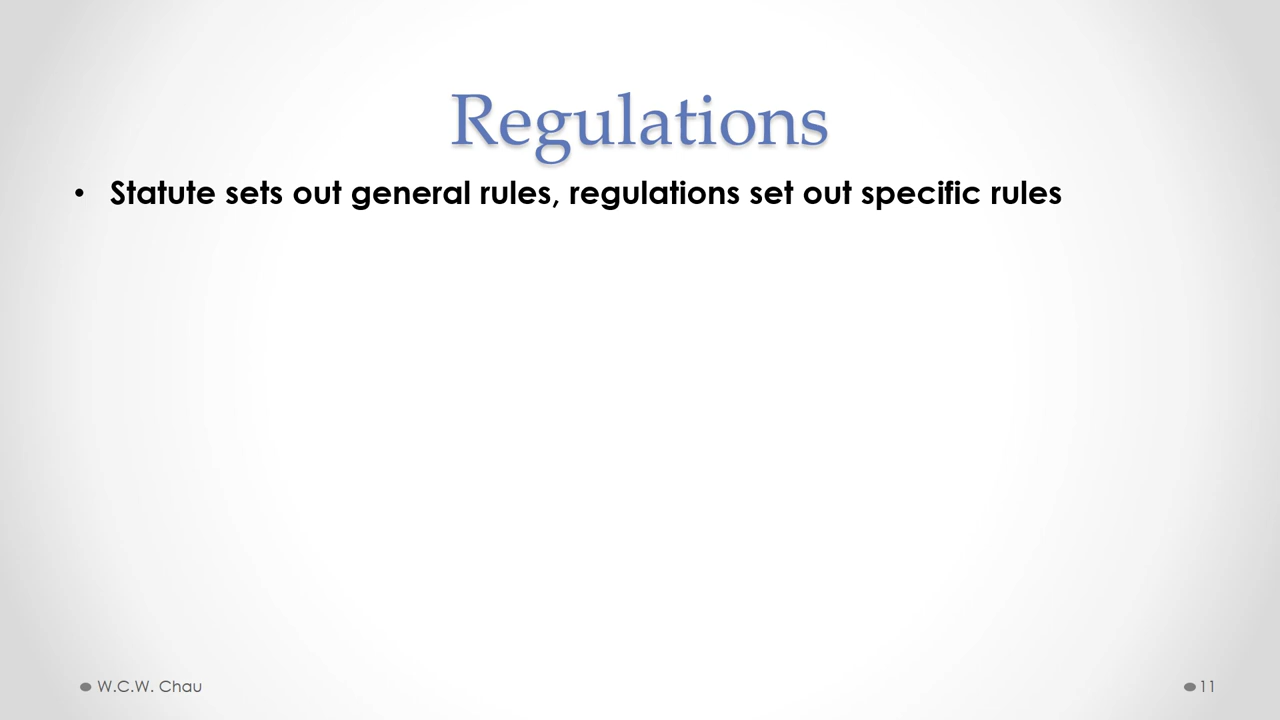 Regulations
• Statute sets out general rules, regulations set out specific rules
W.C.W. Chau
11